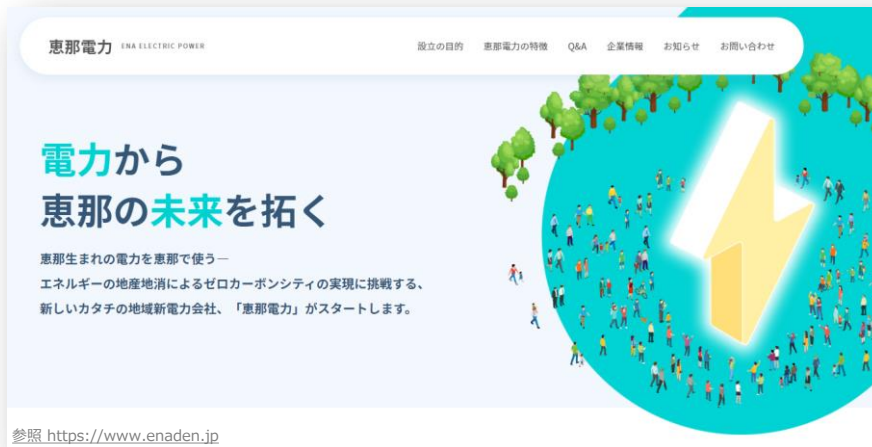 恵那電力 ENA ELECTRIC POWER
設立の目的 恵那電力の特徴 Q&A 企業情報 お知らせ お問い合わせ
電力から
恵那の未来を拓く
恵那生まれの電力を恵那で使う―
エネルギーの地産地消によるゼロカーボンシティの実現に挑戦する、
新しいカタチの地域新電力会社、「恵那電力」がスタートします。
参照 https://www.enaden.jp